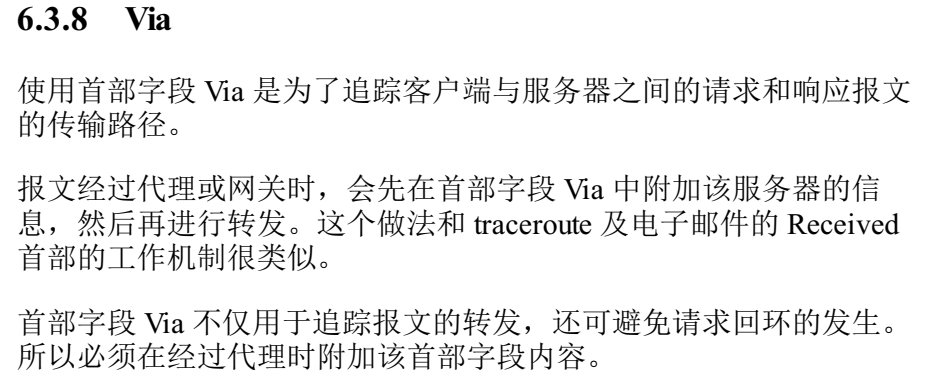 6.3.8 Via
使用首部字段 Via 是为了追踪客户端与服务器之间的请求和响应报文
的传输路径。
报文经过代理或网关时，会先在首部字段 Via 中附加该服务器的信
息，然后再进行转发。这个做法和 traceroute 及电子邮件的 Received
首部的工作机制很类似。
首部字段 Via 不仅用于追踪报文的转发，还可避免请求回环的发生。
所以必须在经过代理时附加该首部字段内容。